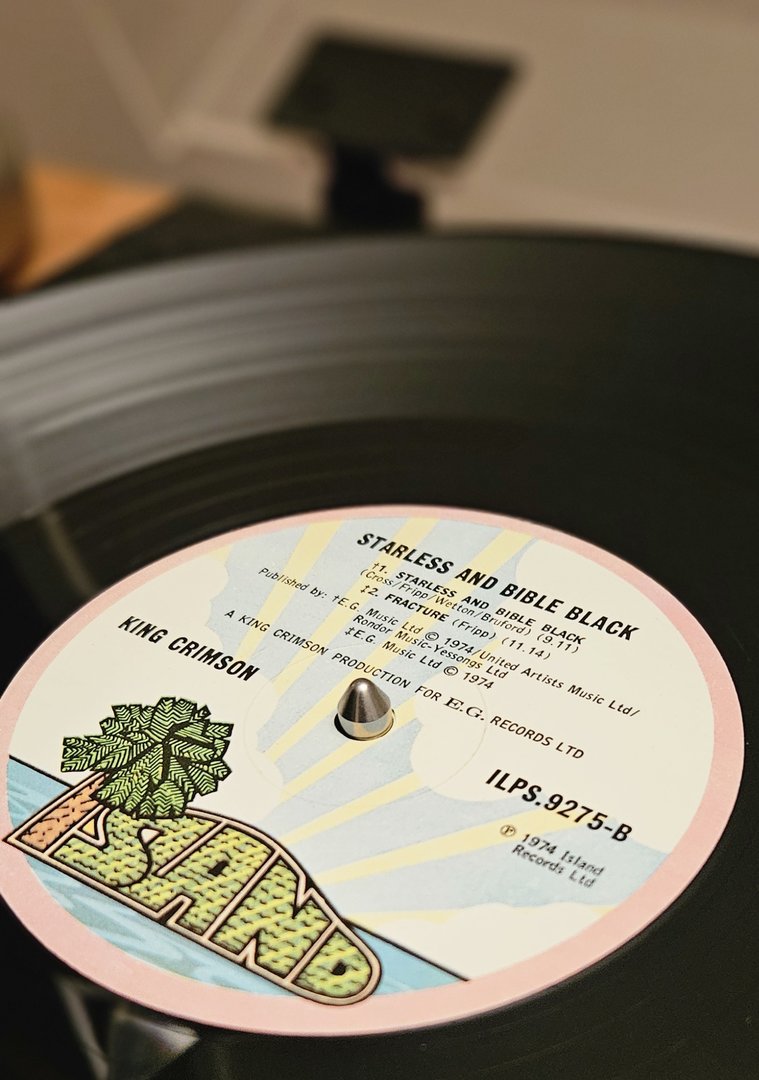 STARLESS AND BIBLE BLACK
†1. STARLESS AND BIBLE BLACK
(Cross/Fripp/Wetton/Bruford) (9.11)
‡2. FRACTURE (Fripp) (11.14)
Published by: †E.G. Music Ltd © 1974/United Artists Music Ltd/
Rondor Music-Yessongs Ltd
‡E.G. Music Ltd © 1974
A KING CRIMSON PRODUCTION FOR E.G. RECORDS LTD
KING CRIMSON
ILPS.9275-B
℗ 1974 Island
Records Ltd
ISLAND